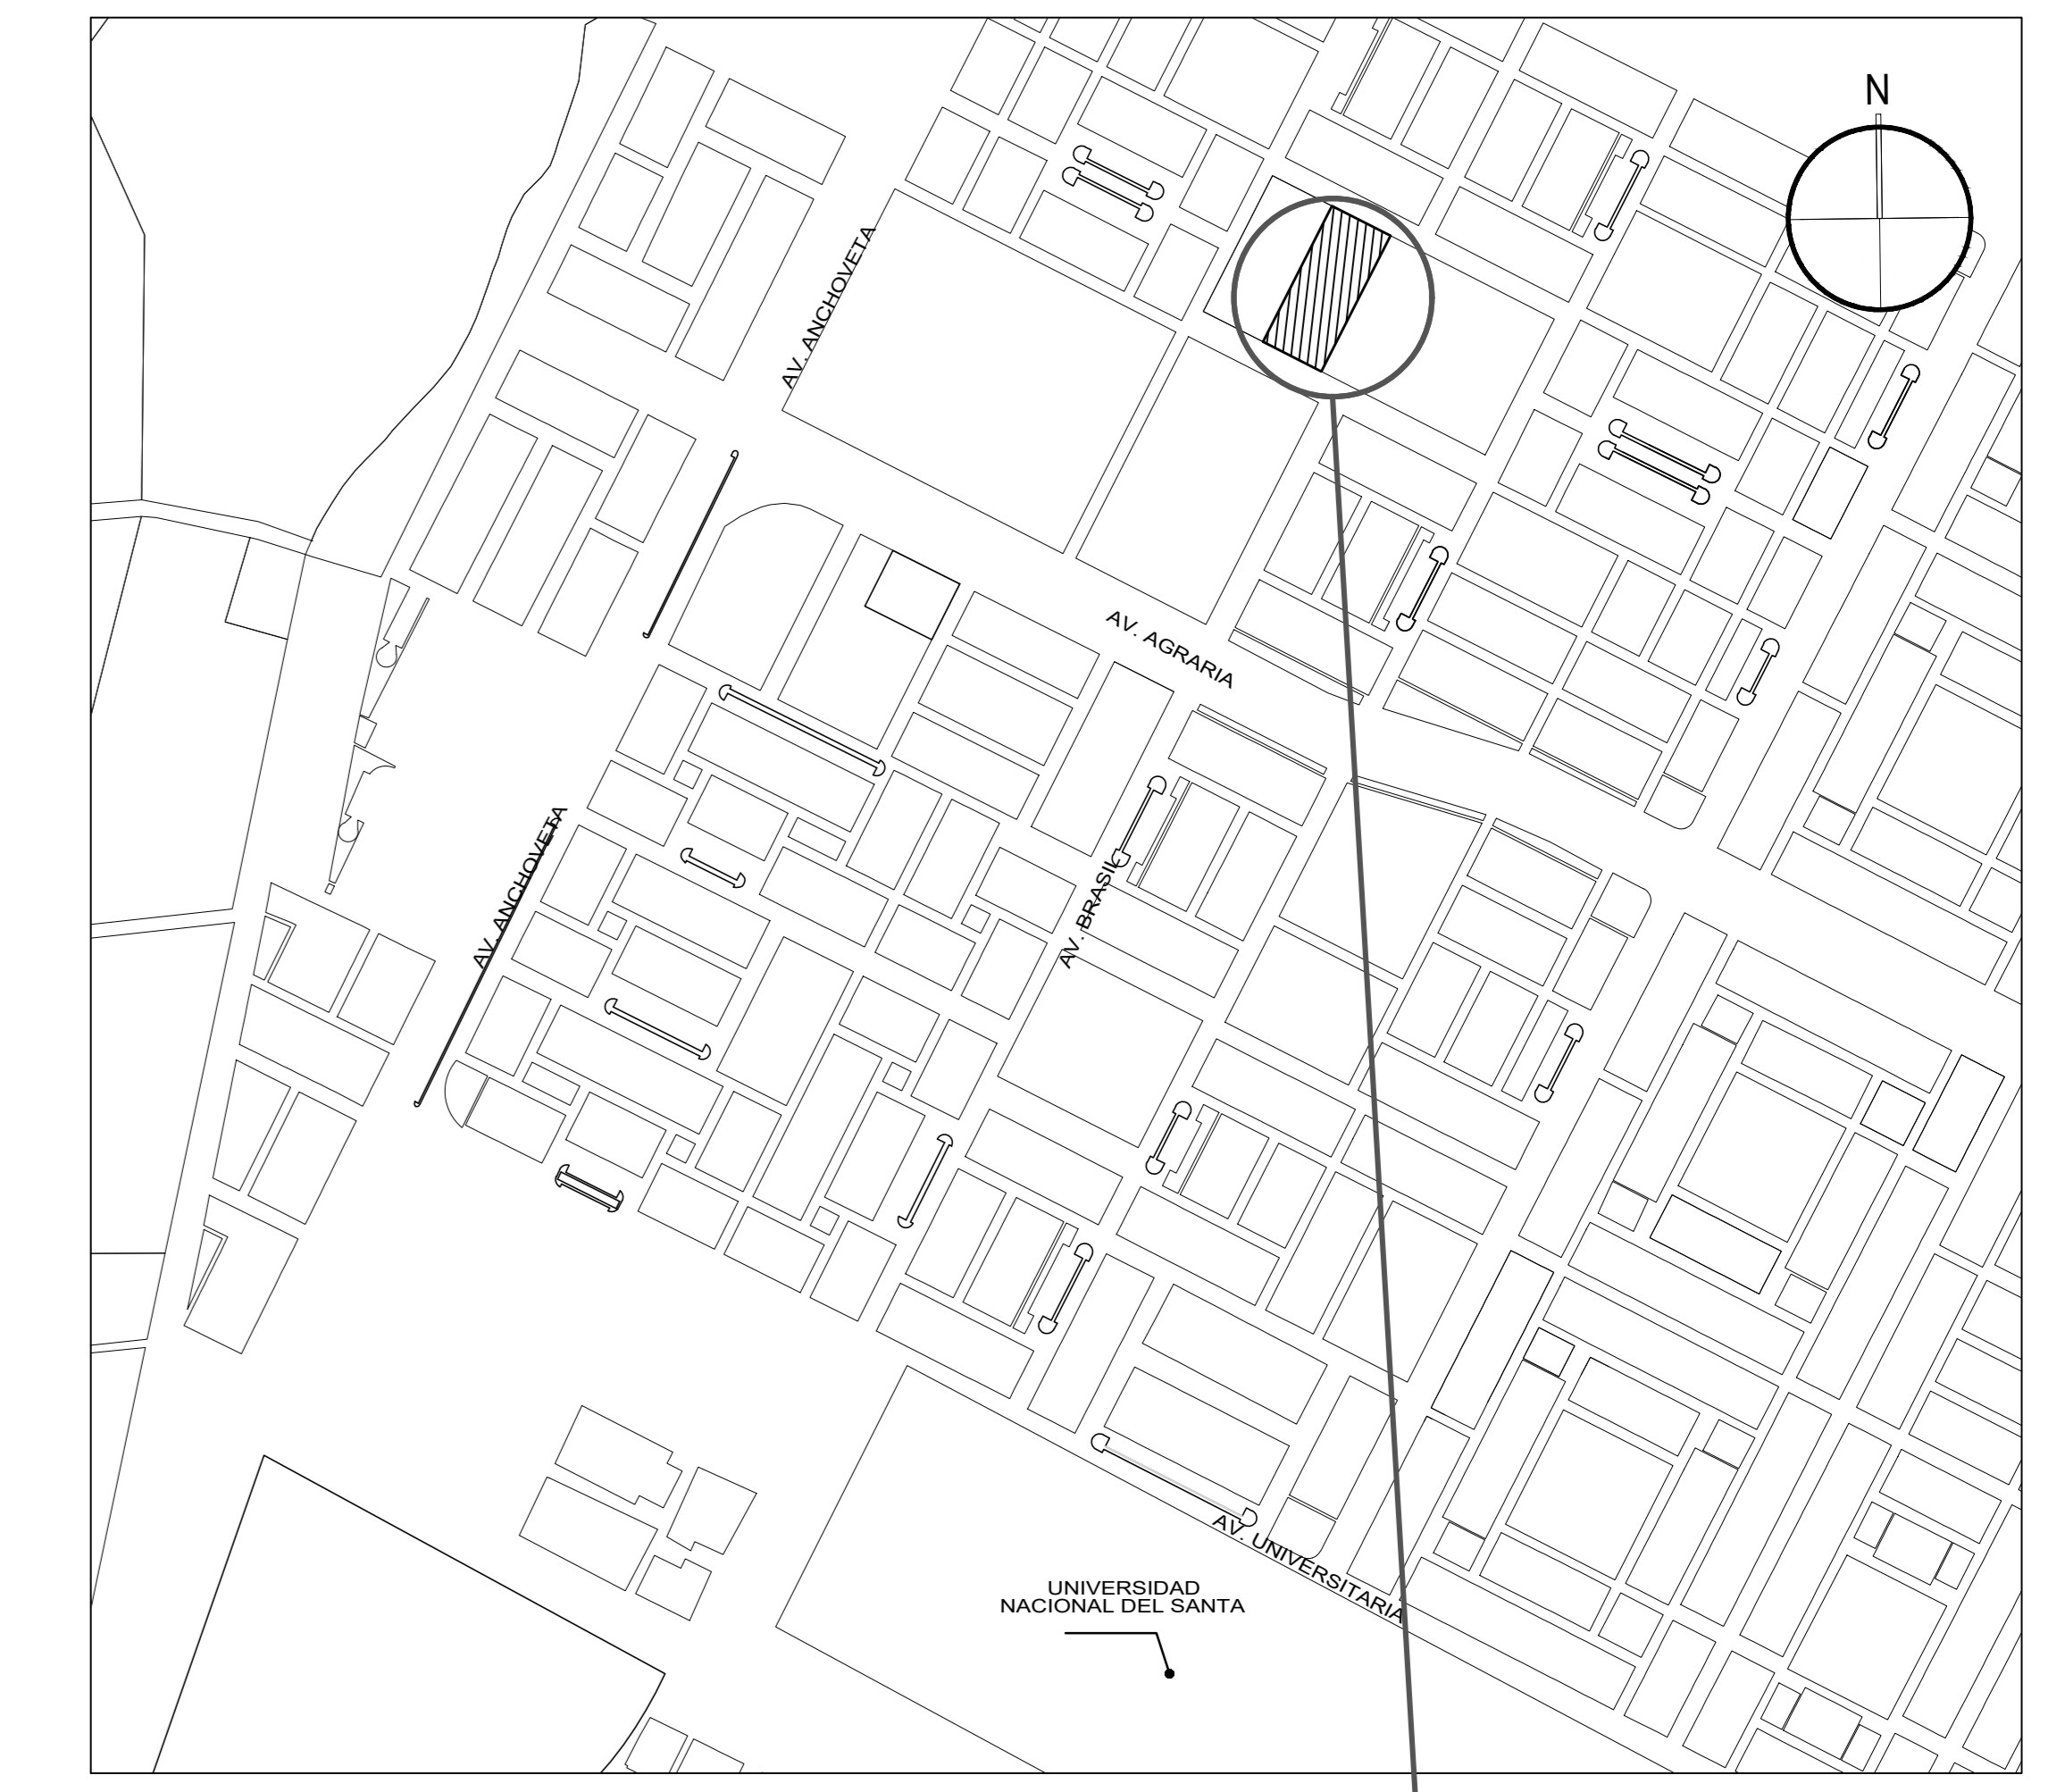 N
AV. ANCHOVETA
AV. AGRARIA
AV. ANCHOVETA
AV. BRASIL
AV. UNIVERSITARIA
UNIVERSIDAD
NACIONAL DEL SANTA